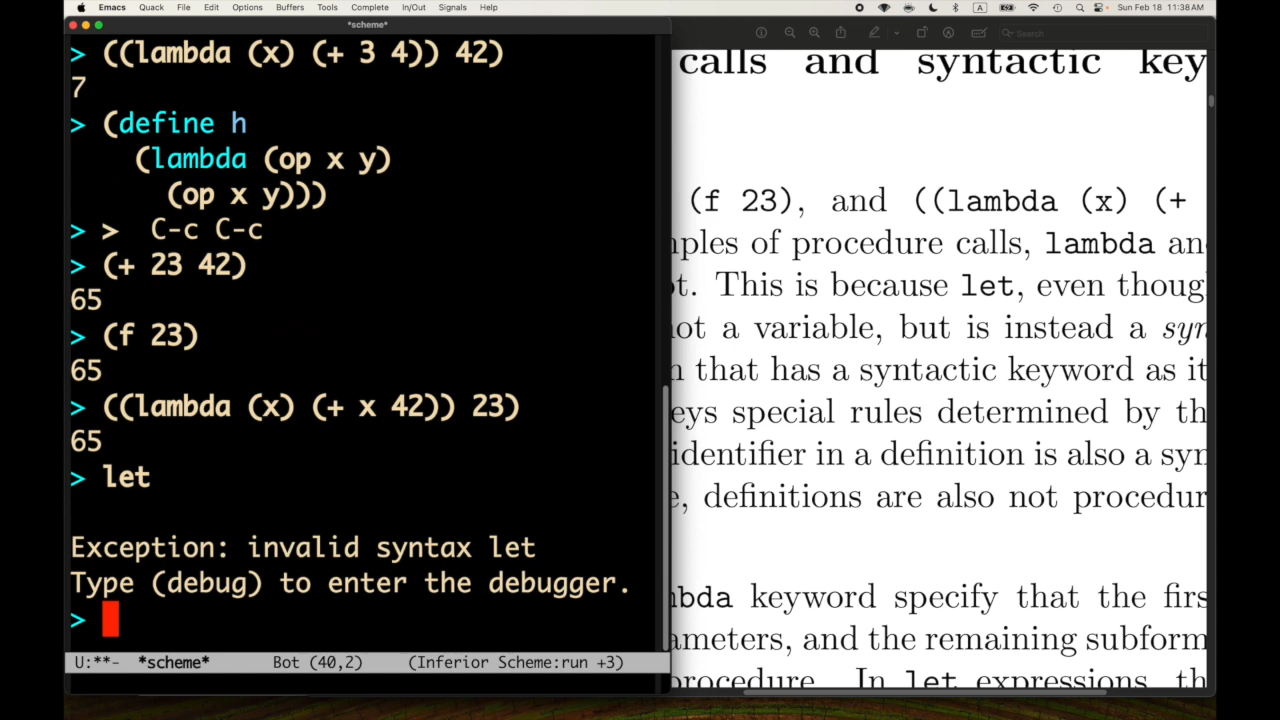 Emacs Quack File Edit Options Buffers Tools Complete In/Out Signals Help
A
Sun Feb 18 11:38AM
*scheme*
> ((lambda (x) (+ 3 4)) 42)
7
> (define h
(lambda (op x y)
(op x y)))
> > C-c C-c
> (+ 23 42)
65
> (f 23)
65
> ((lambda (x) (+ x 42)) 23)
65
> let
Exception: invalid syntax let
Type (debug) to enter the debugger.
>
U:**- *scheme* Bot (40,2) (Inferior Scheme:run +3)
Search
calls and syntactic key
(f 23), and ((lambda (x) (+
mples of procedure calls, lambda an
ot. This is because let, even though
not a variable, but is instead a syn
n that has a syntactic keyword as it
eys special rules determined by th
identifier in a definition is also a syn
e, definitions are also not procedur
mbda keyword specify that the firs
ameters, and the remaining subform
procedure. In let expressions, th